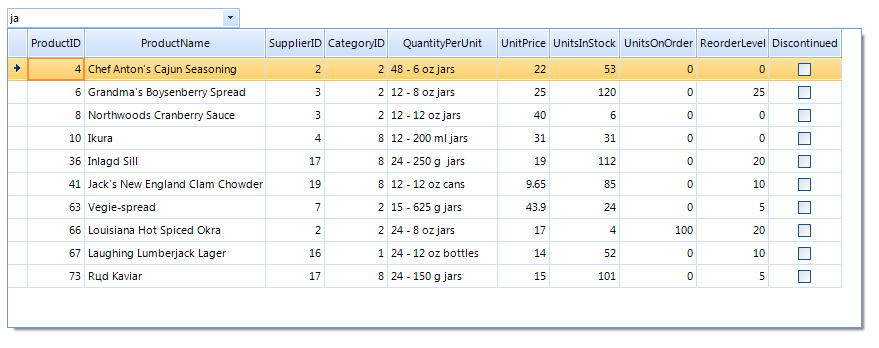 ja
ProductID ProductName SupplierID CategoryID QuantityPerUnit UnitPrice UnitsInStock UnitsOnOrder ReorderLevel Discontinued
4 Chef Anton's Cajun Seasoning 2 2 48 - 6 oz jars 22 53 0 0
6 Grandma's Boysenberry Spread 3 2 12 - 8 oz jars 25 120 0 25
8 Northwoods Cranberry Sauce 3 2 12 - 12 oz jars 40 6 0 0
10 Ikura 4 8 12 - 200 ml jars 31 31 0 0
36 Inlagd Sill 17 8 24 - 250 g  jars 19 112 0 20
41 Jack's New England Clam Chowder 19 8 12 - 12 oz cans 9.65 85 0 10
63 Vegie-spread 7 2 15 - 625 g jars 43.9 24 0 5
66 Louisiana Hot Spiced Okra 2 2 24 - 8 oz jars 17 4 100 20
67 Laughing Lumberjack Lager 16 1 24 - 12 oz bottles 14 52 0 10
73 Rцd Kaviar 17 8 24 - 150 g jars 15 101 0 5